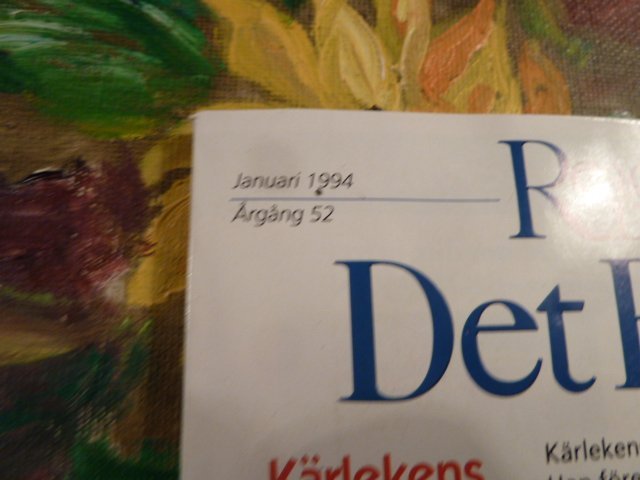 Januari 1994
Årgång 52
Det
Kärlekens
Kärleken